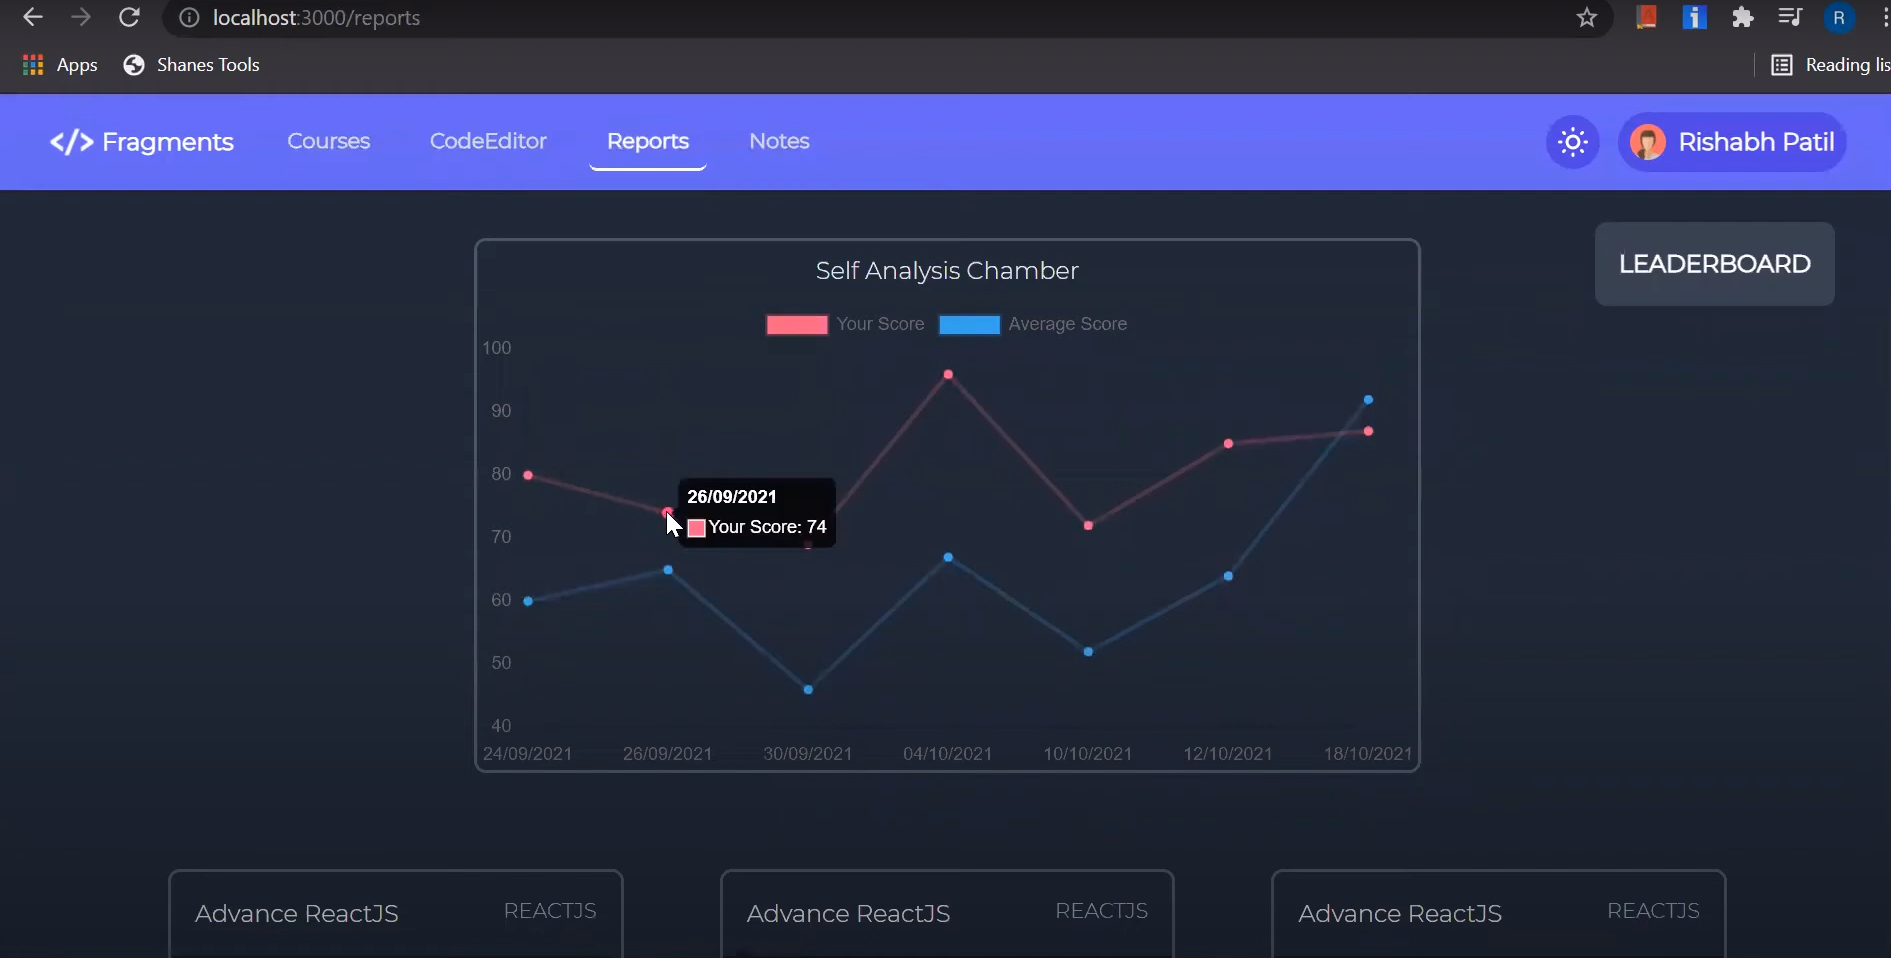 localhost:3000/reports
R
Apps
Shanes Tools
Reading lis
</> Fragments
Courses
CodeEditor
Reports
Notes
Rishabh Patil
LEADERBOARD
Self Analysis Chamber
Your Score
Average Score
100
90
80
70
60
50
40
26/09/2021
Your Score: 74
24/09/2021
26/09/2021
30/09/2021
04/10/2021
10/10/2021
12/10/2021
18/10/2021
Advance ReactJS
REACTJS
Advance ReactJS
REACTJS
Advance ReactJS
REACTJS